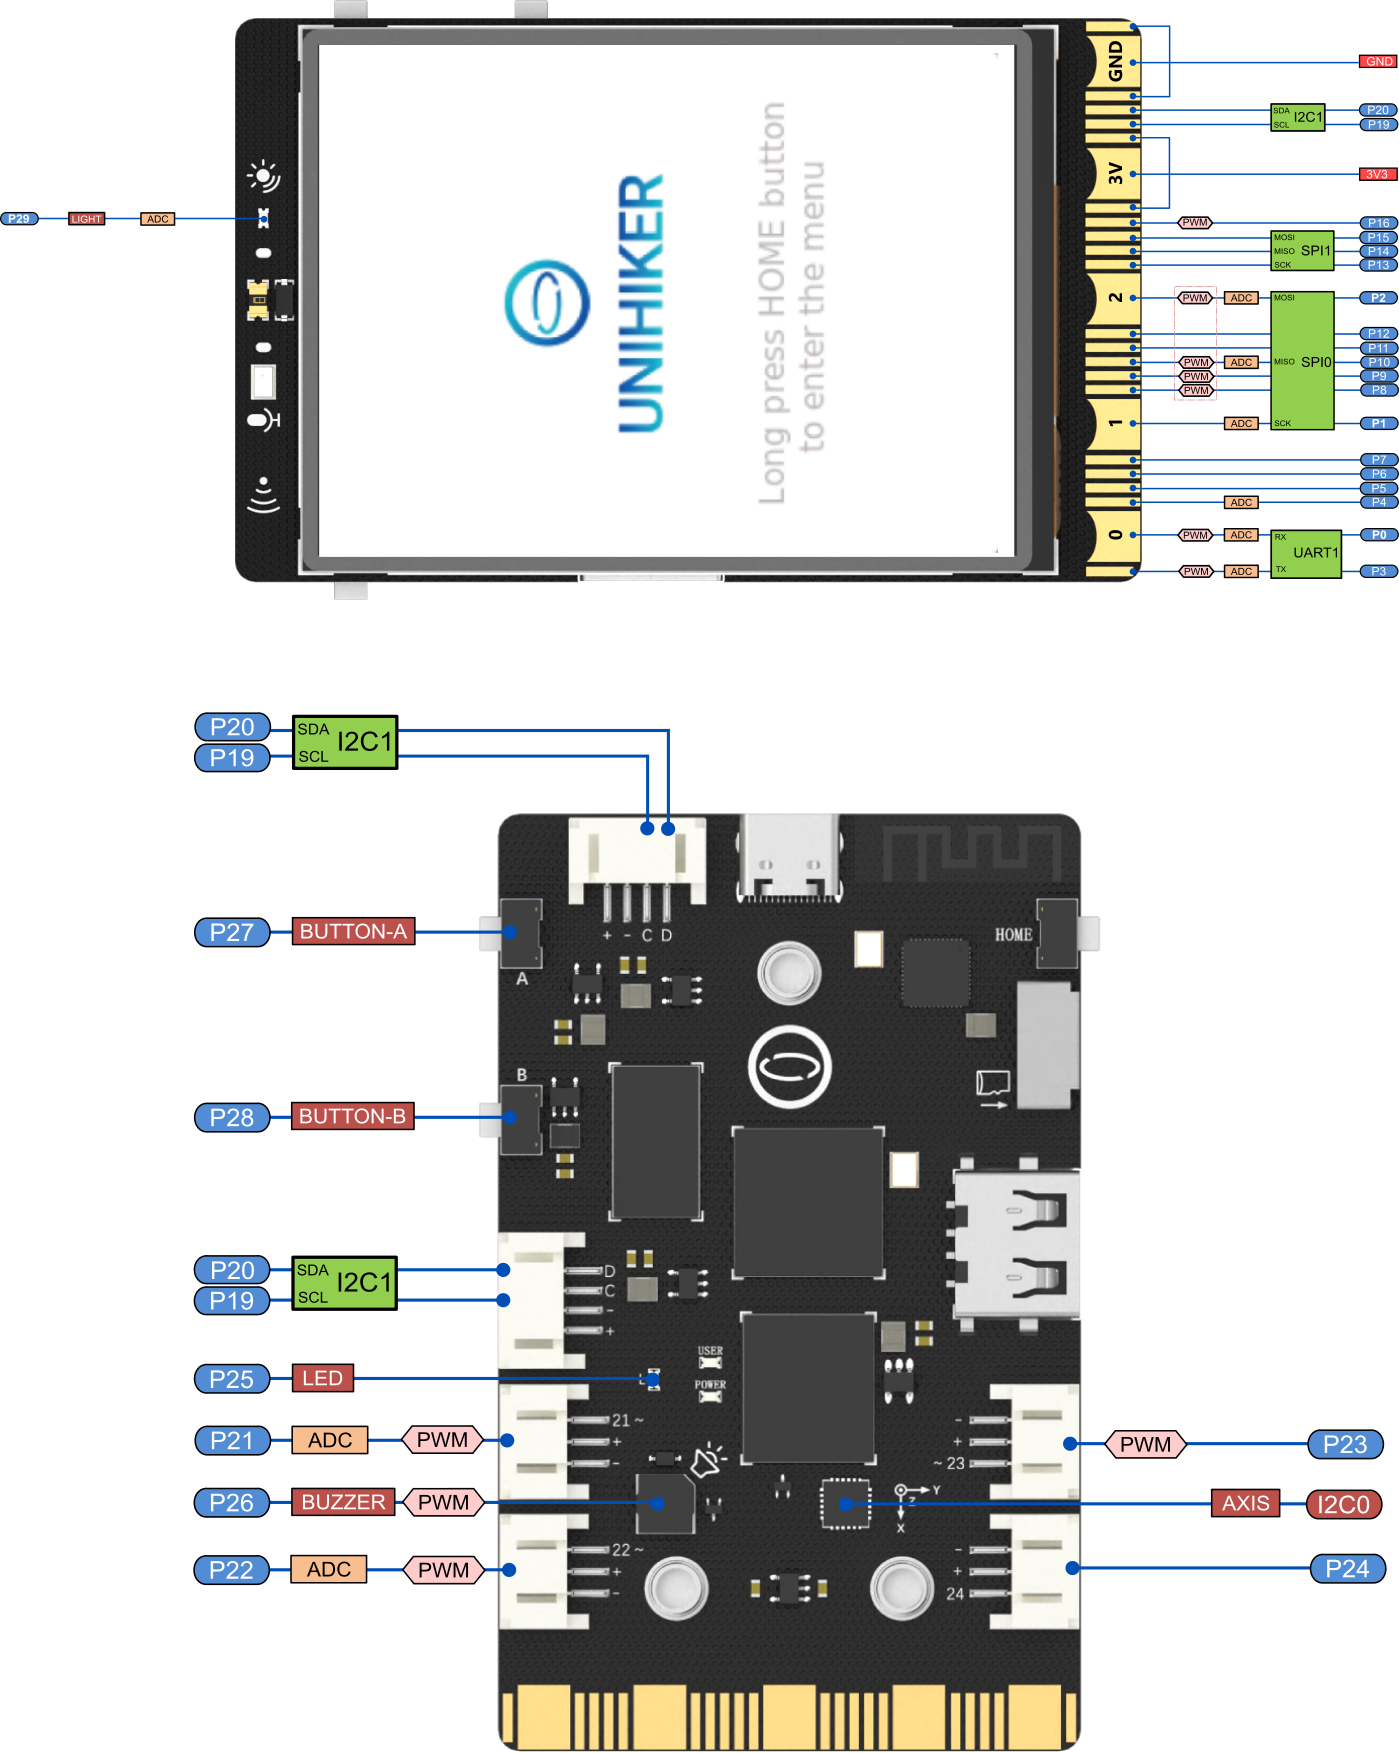 GND
GND
SDA
SCL
I2C1
P20
P19
3V
3V3
P29
LIGHT
ADC
PWM
P16
MOSI
MISO
SCK
SPI1
P15
P14
P13
2
PWM
ADC
MOSI
P2
P12
P11
PWM
ADC
MISO
SPI0
P10
PWM
P9
PWM
P8
1
ADC
SCK
P1
P7
P6
P5
ADC
P4
0
PWM
ADC
RX
UART1
P0
PWM
ADC
TX
P3
UNIHIKER
Long press HOME button
to enter the menu
P20
SDA
I2C1
P19
SCL
+ - C D
P27
BUTTON-A
A
HOME
B
P28
BUTTON-B
P20
SDA
I2C1
P19
SCL
D
C
-
+
P25
LED
L
USER
POWER
P21
ADC
PWM
21 ~
+
-
-
+
~ 23
PWM
P23
P26
BUZZER
PWM
Y
Z
X
AXIS
I2C0
P22
ADC
PWM
22 ~
+
-
-
+
24
P24